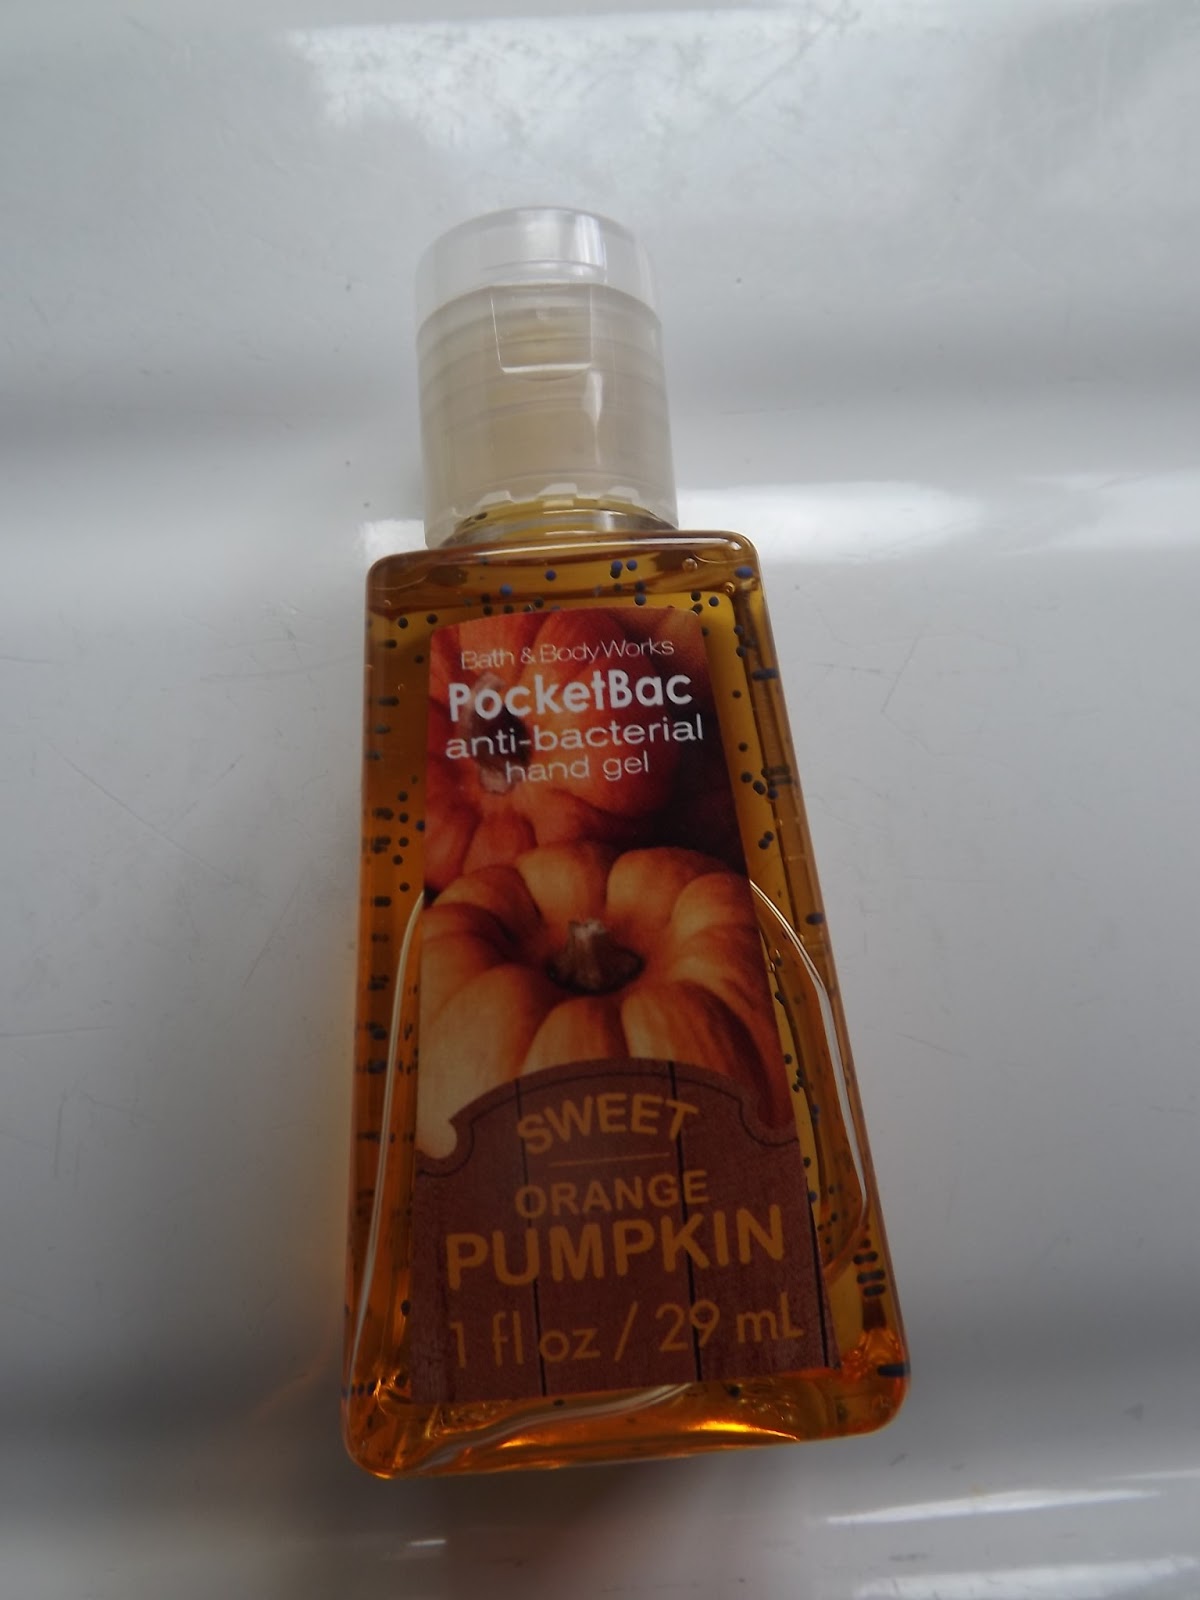 Bath & Body Works
PocketBac
anti-bacterial
hand gel
SWEET
ORANGE
PUMPKIN
1 fl oz / 29 mL